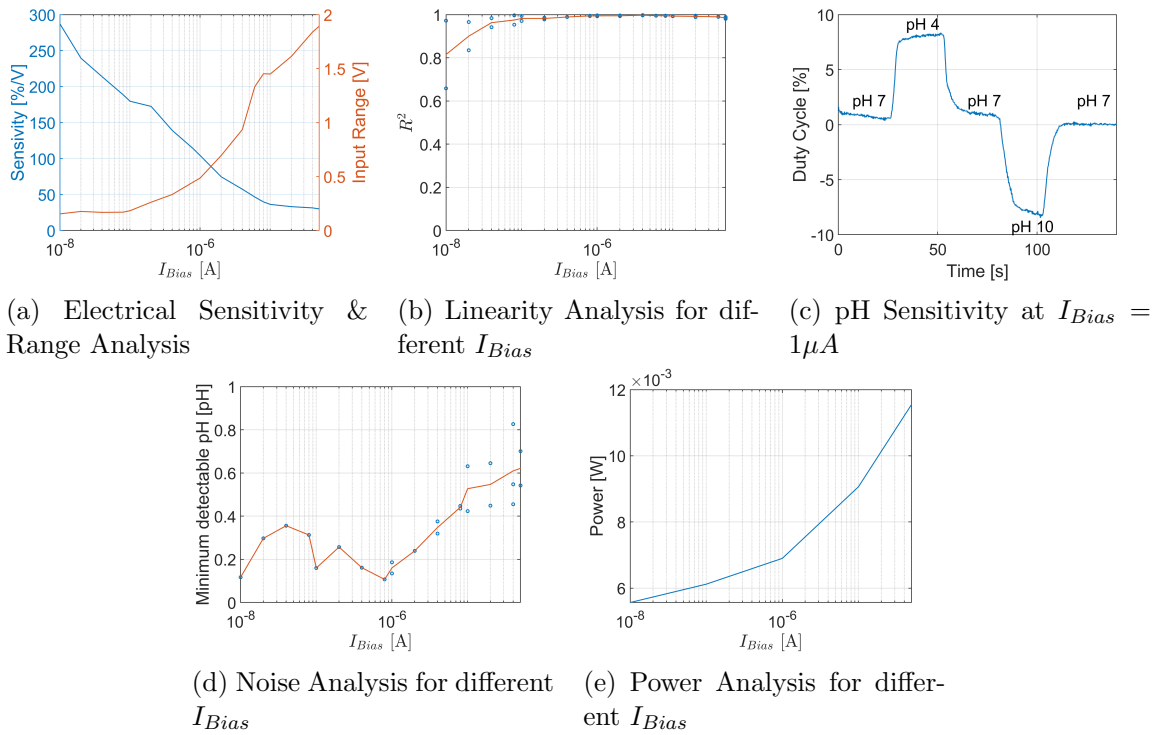 300
250
200
150
100
50
0
Sensivity [%/V]
2
1.5
1
0.5
0
Input Range [V]
10^-8
10^-6
I_Bias [A]
(a) Electrical Sensitivity &
Range Analysis
1
0.8
0.6
0.4
0.2
0
R^2
10^-8
10^-6
I_Bias [A]
(b) Linearity Analysis for dif-
ferent I_Bias
10
5
0
-5
-10
Duty Cycle [%]
pH 4
pH 7
pH 7
pH 7
pH 10
0
50
100
Time [s]
(c) pH Sensitivity at I_Bias =
1μA
1
0.8
0.6
0.4
0.2
0
Minimum detectable pH [pH]
10^-8
10^-6
I_Bias [A]
(d) Noise Analysis for different
I_Bias
×10^-3
12
10
8
6
Power [W]
10^-8
10^-6
I_Bias [A]
(e) Power Analysis for differ-
ent I_Bias